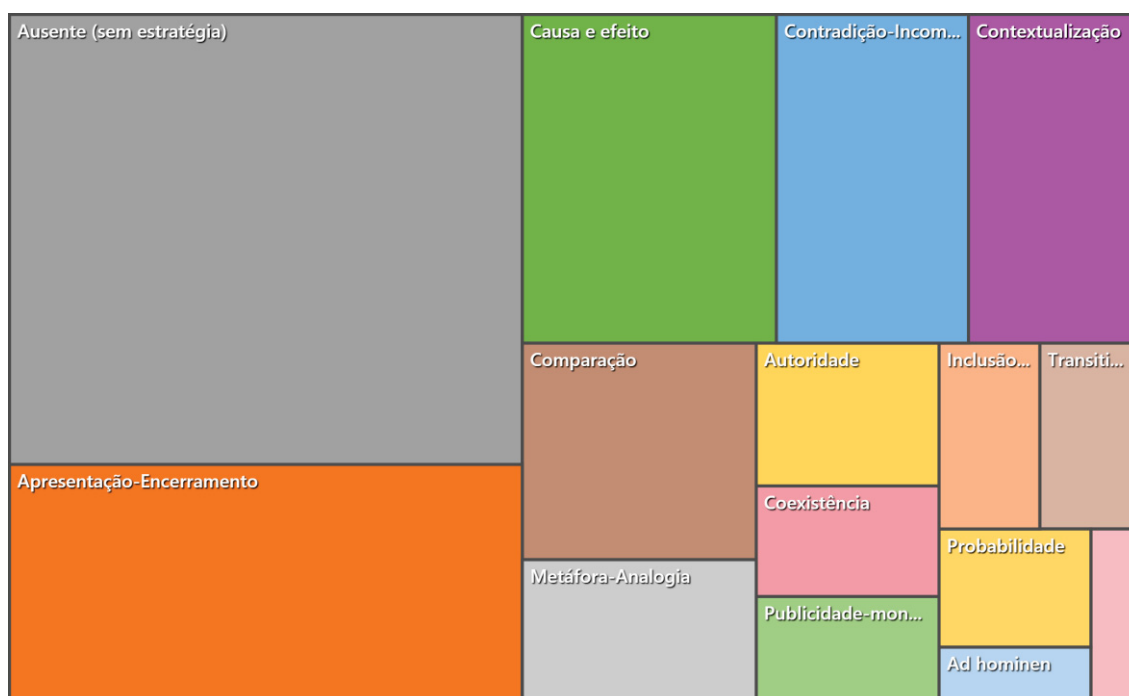 Ausente (sem estratégia)
Causa e efeito
Contradição-Incom...
Contextualização
Comparação
Autoridade
Inclusão...
Transiti...
Apresentação-Encerramento
Coexistência
Probabilidade
Metáfora-Analogia
Publicidade-mon...
Ad hominen